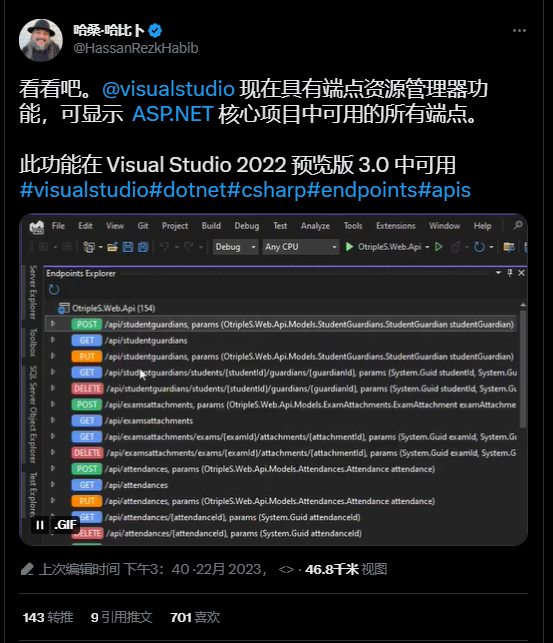 哈桑·哈比卜
@HassanRezkHabib
看看吧。@visualstudio 现在具有端点资源管理器功
能，可显示 ASP.NET 核心项目中可用的所有端点。
此功能在 Visual Studio 2022 预览版 3.0 中可用
#visualstudio#dotnet#csharp#endpoints#apis
File Edit View Git Project Build Debug Test Analyze Tools Extensions Window Help
Debug Any CPU OtripleS.Web.Api
Server Explorer
Toolbox
SQL Server Object Explorer
Test Explorer
Endpoints Explorer
OtripleS.Web.Api (154)
POST /api/studentguardians, params (OtripleS.Web.Api.Models.StudentGuardians.StudentGuardian studentGuardian)
GET /api/studentguardians
PUT /api/studentguardians, params (OtripleS.Web.Api.Models.StudentGuardians.StudentGuardian studentGuardian)
GET /api/studentguardians/students/{studentId}/guardians/{guardianId}, params (System.Guid studentId, System.Gu
DELETE /api/studentguardians/students/{studentId}/guardians/{guardianId}, params (System.Guid studentId, System.Gu
POST /api/examsattachments, params (OtripleS.Web.Api.Models.ExamAttachments.ExamAttachment examAttachme
GET /api/examsattachments
GET /api/examsattachments/exams/{examId}/attachments/{attachmentId}, params (System.Guid examId, System.G
DELETE /api/examsattachments/exams/{examId}/attachments/{attachmentId}, params (System.Guid examId, System.G
POST /api/attendances, params (OtripleS.Web.Api.Models.Attendances.Attendance attendance)
GET /api/attendances
PUT /api/attendances, params (OtripleS.Web.Api.Models.Attendances.Attendance attendance)
GET /api/attendances/{attendanceId}, params (System.Guid attendanceId)
DELETE /api/attendances/{attendanceId}, params (System.Guid attendanceId)
.GIF
上次编辑时间 下午3：40 ·22月 2023， <> · 46.8千米 视图
143 转推 9 引用推文 701 喜欢